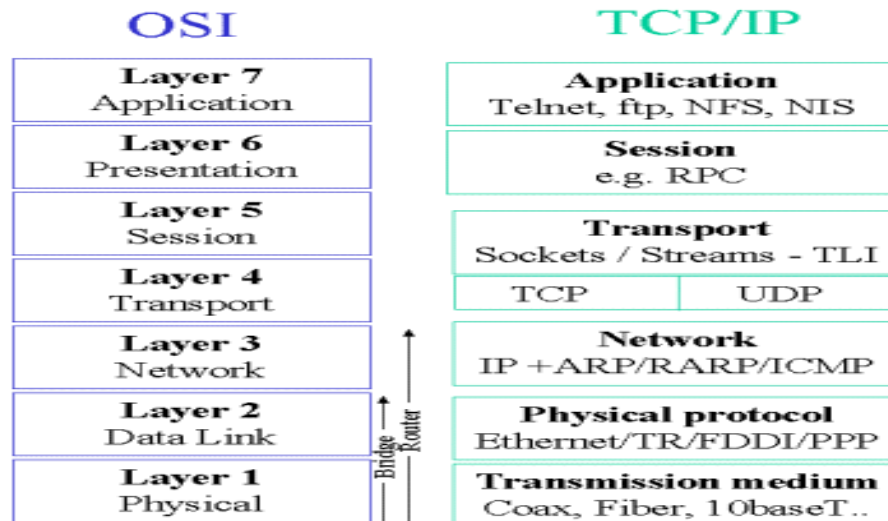 OSI
Layer 7
Application
Layer 6
Presentation
Layer 5
Session
Layer 4
Transport
Layer 3
Network
Layer 2
Data Link
Layer 1
Physical
Bridge
Router
TCP/IP
Application
Telnet, ftp, NFS, NIS
Session
e.g. RPC
Transport
Sockets / Streams - TLI
TCP
UDP
Network
IP +ARP/RARP/ICMP
Physical protocol
Ethernet/TR/FDDI/PPP
Transmission medium
Coax, Fiber, 10baseT..